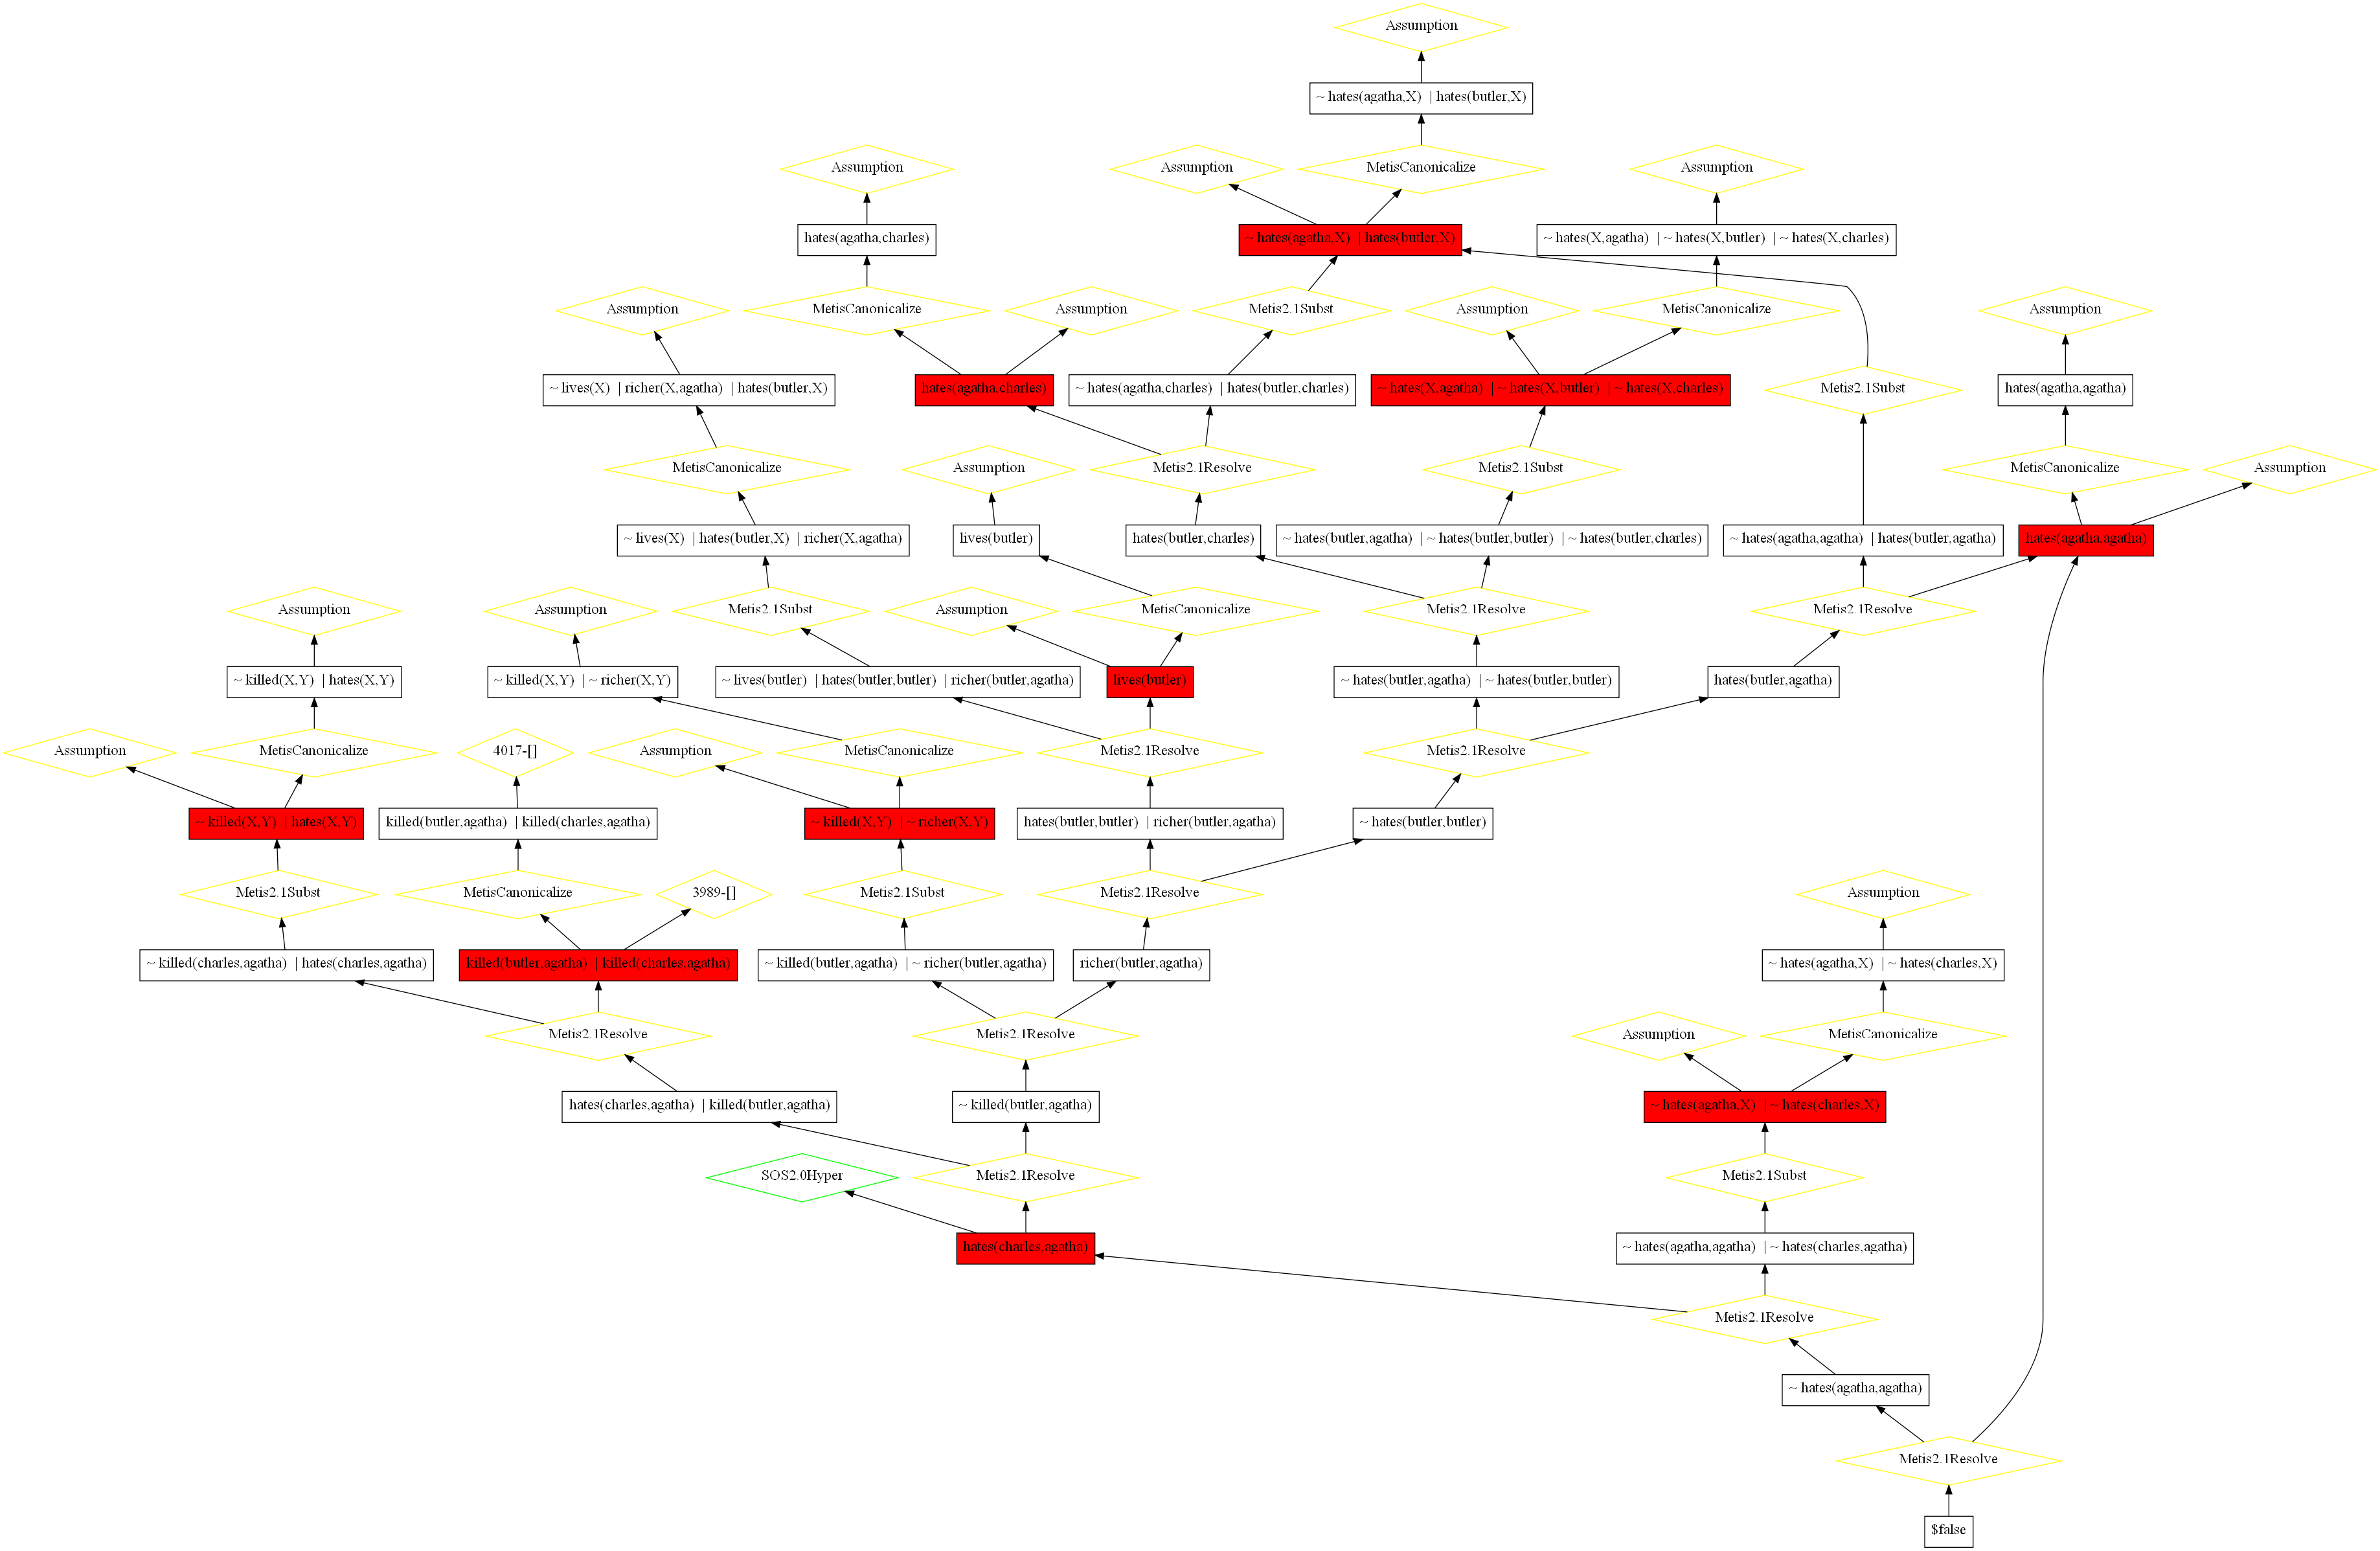 Assumption
~ hates(agatha,X) | hates(butler,X)
Assumption
Assumption
MetisCanonicalize
Assumption
hates(agatha,charles)
~ hates(agatha,X) | hates(butler,X)
~ hates(X,agatha) | ~ hates(X,butler) | ~ hates(X,charles)
Assumption
MetisCanonicalize
Assumption
Metis2.1Subst
Assumption
MetisCanonicalize
Assumption
~ lives(X) | richer(X,agatha) | hates(butler,X)
hates(agatha,charles)
~ hates(agatha,charles) | hates(butler,charles)
~ hates(X,agatha) | ~ hates(X,butler) | ~ hates(X,charles)
Metis2.1Subst
hates(agatha,agatha)
MetisCanonicalize
Assumption
Metis2.1Resolve
Metis2.1Subst
MetisCanonicalize
Assumption
~ lives(X) | hates(butler,X) | richer(X,agatha)
lives(butler)
hates(butler,charles)
~ hates(butler,agatha) | ~ hates(butler,butler) | ~ hates(butler,charles)
~ hates(agatha,agatha) | hates(butler,agatha)
hates(agatha,agatha)
Assumption
Assumption
Metis2.1Subst
Assumption
MetisCanonicalize
Metis2.1Resolve
Metis2.1Resolve
~ killed(X,Y) | hates(X,Y)
~ killed(X,Y) | ~ richer(X,Y)
~ lives(butler) | hates(butler,butler) | richer(butler,agatha)
lives(butler)
~ hates(butler,agatha) | ~ hates(butler,butler)
hates(butler,agatha)
Assumption
MetisCanonicalize
4017-[]
Assumption
MetisCanonicalize
Metis2.1Resolve
Metis2.1Resolve
~ killed(X,Y) | hates(X,Y)
killed(butler,agatha) | killed(charles,agatha)
~ killed(X,Y) | ~ richer(X,Y)
hates(butler,butler) | richer(butler,agatha)
~ hates(butler,butler)
Metis2.1Subst
MetisCanonicalize
3989-[]
Metis2.1Subst
Metis2.1Resolve
Assumption
~ killed(charles,agatha) | hates(charles,agatha)
killed(butler,agatha) | killed(charles,agatha)
~ killed(butler,agatha) | ~ richer(butler,agatha)
richer(butler,agatha)
~ hates(agatha,X) | ~ hates(charles,X)
Metis2.1Resolve
Metis2.1Resolve
Assumption
MetisCanonicalize
hates(charles,agatha) | killed(butler,agatha)
~ killed(butler,agatha)
~ hates(agatha,X) | ~ hates(charles,X)
SOS2.0Hyper
Metis2.1Resolve
Metis2.1Subst
hates(charles,agatha)
~ hates(agatha,agatha) | ~ hates(charles,agatha)
Metis2.1Resolve
~ hates(agatha,agatha)
Metis2.1Resolve
$false